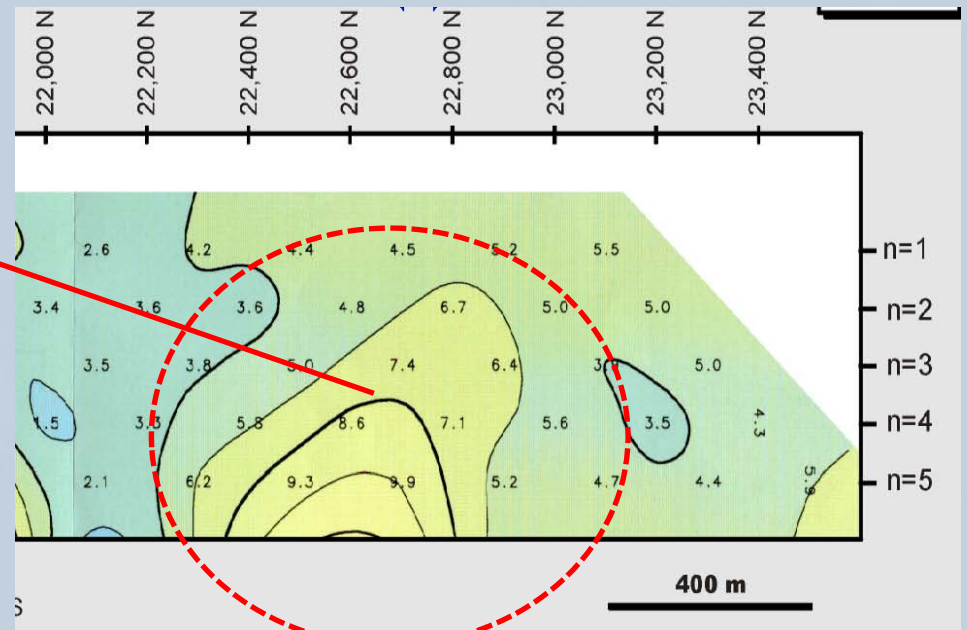 22,000 N 22,200 N 22,400 N 22,600 N 22,800 N 23,000 N 23,200 N 23,400 N
2.6 4.2 4.4 4.5 5.2 5.5 n=1
3.4 3.6 3.6 4.8 6.7 5.0 5.0 n=2
3.5 3.8 5.0 7.4 6.4 5.0 n=3
1.5 3.3 5.8 8.6 7.1 5.6 3.5 4.3 n=4
2.1 6.2 9.3 9.9 5.2 4.7 4.4 5.9 n=5
400 m
S